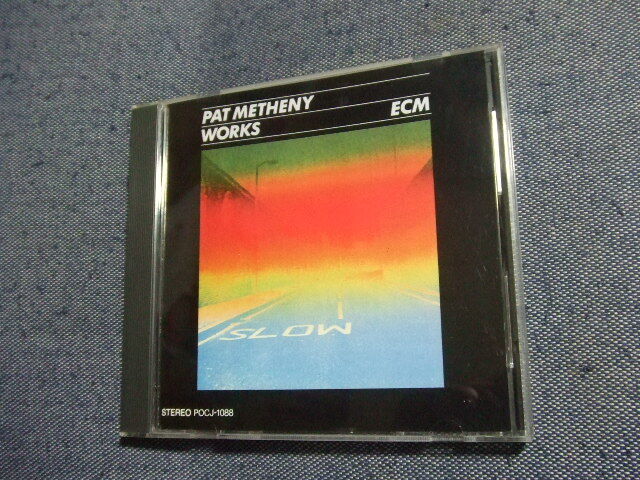 PAT METHENY
WORKS ECM
SLOW
STEREO POCJ-1088